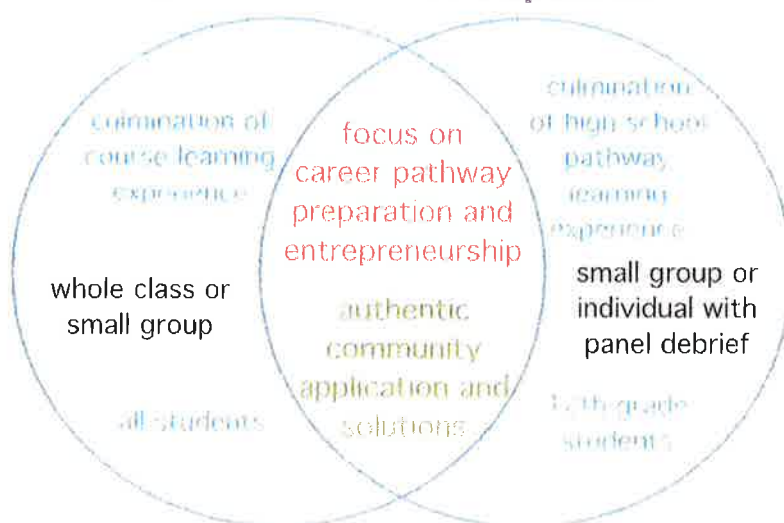 culmination of
course learning
experience
whole class or
small group
all students
focus on
career pathway
preparation and
entrepreneurship
authentic
community
application and
solutions
culmination
of high school
pathway
learning
experience
small group or
individual with
panel debrief
12th-grade
students